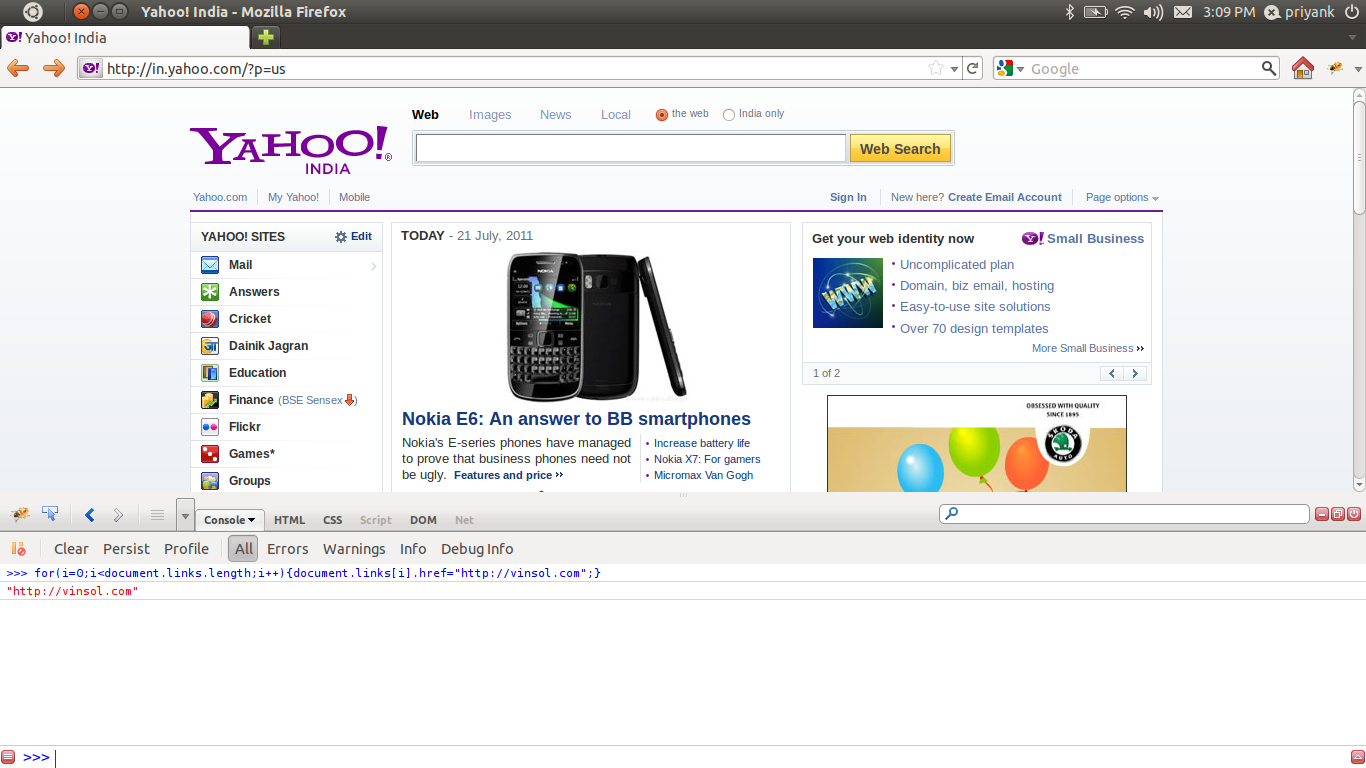 Yahoo! India - Mozilla Firefox
3:09 PM priyank
Yahoo! India
http://in.yahoo.com/?p=us
Google
Web Images News Local the web India only
YAHOO!®
INDIA
Web Search
Yahoo.com My Yahoo! Mobile
Sign In New here? Create Email Account Page options
YAHOO! SITES Edit
Mail
Answers
Cricket
Dainik Jagran
Education
Finance (BSE Sensex )
Flickr
Games*
Groups
TODAY - 21 July, 2011
NOKIA
Nokia E6: An answer to BB smartphones
Nokia's E-series phones have managed
to prove that business phones need not
be ugly. Features and price
• Increase battery life
• Nokia X7: For gamers
• Micromax Van Gogh
Get your web identity now Y! Small Business
WWW
• Uncomplicated plan
• Domain, biz email, hosting
• Easy-to-use site solutions
• Over 70 design templates
More Small Business
1 of 2
OBSESSED WITH QUALITY
SINCE 1895
SKODA
AUTO
Console HTML CSS Script DOM Net
Clear Persist Profile All Errors Warnings Info Debug Info
>>> for(i=0;i<document.links.length;i++){document.links[i].href="http://vinsol.com";}
"http://vinsol.com"
>>>